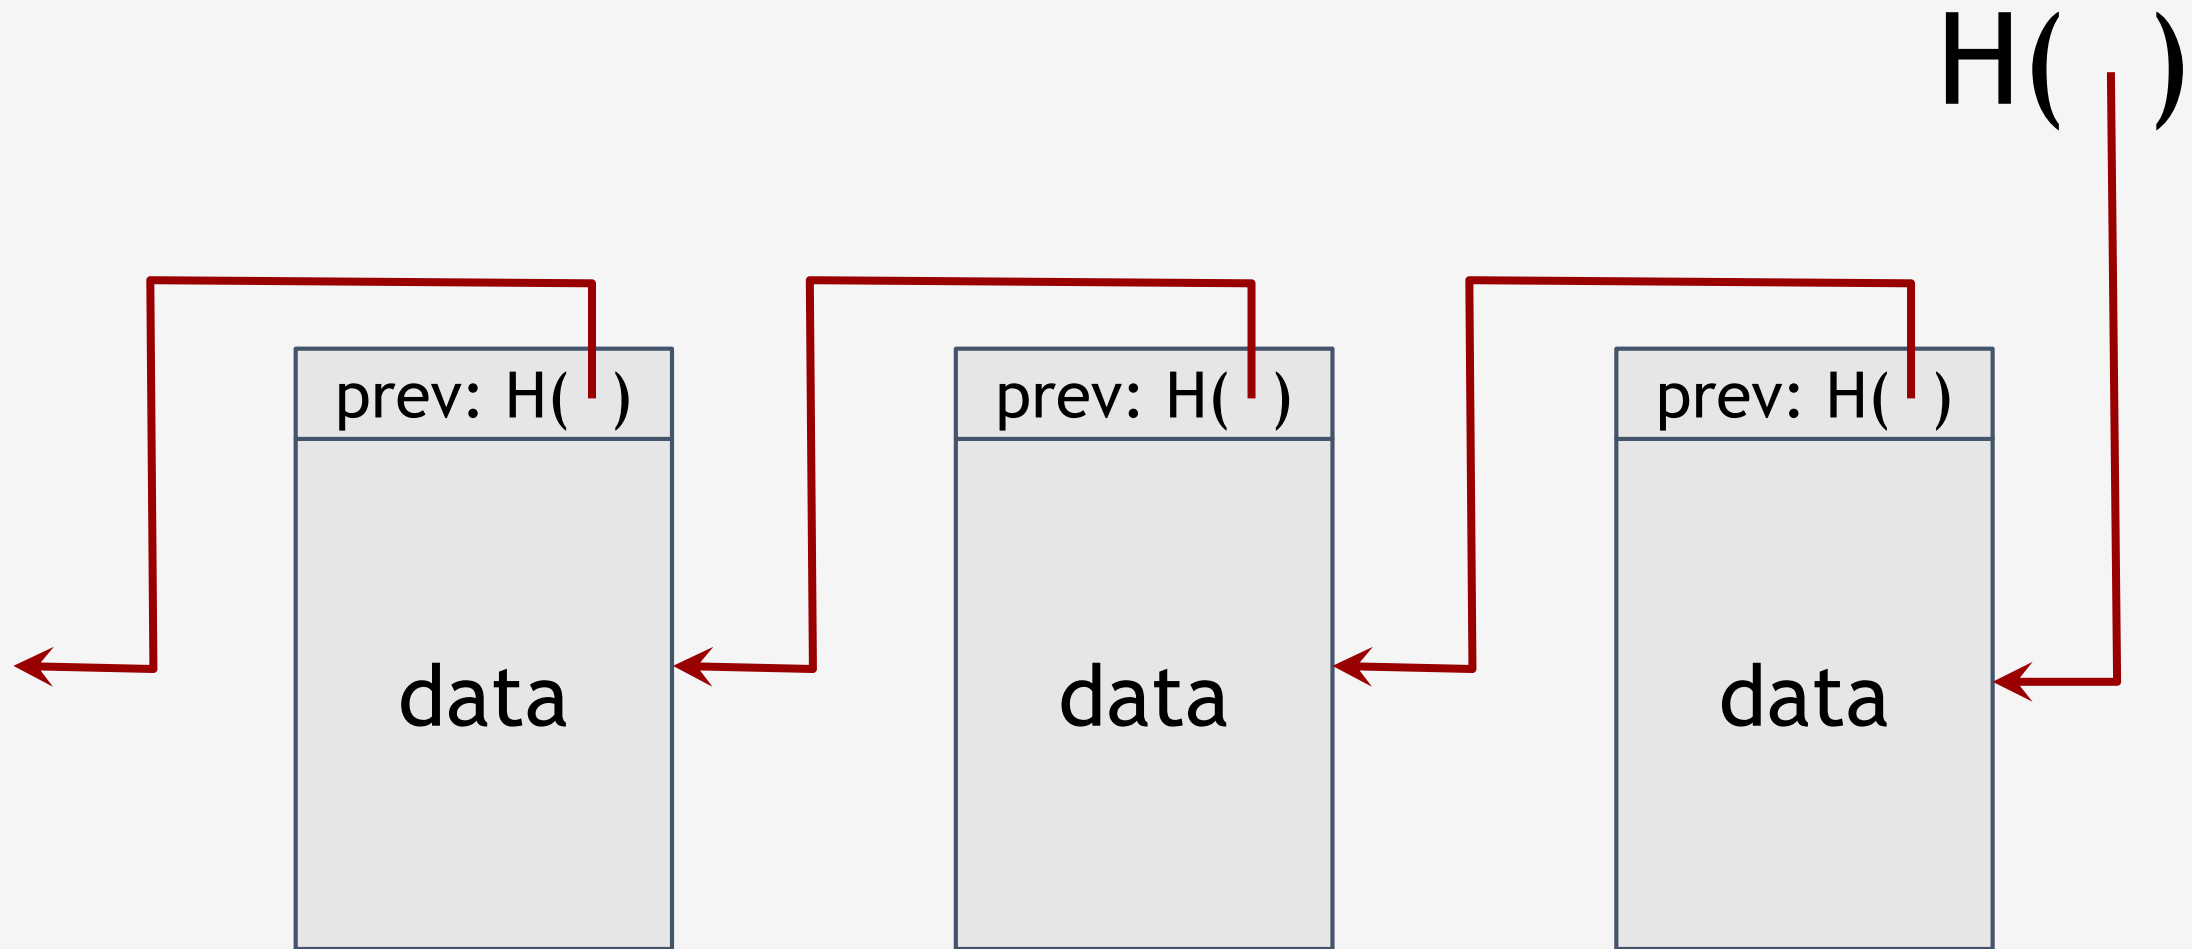 H( )
prev: H( )
prev: H( )
prev: H( )
data
data
data